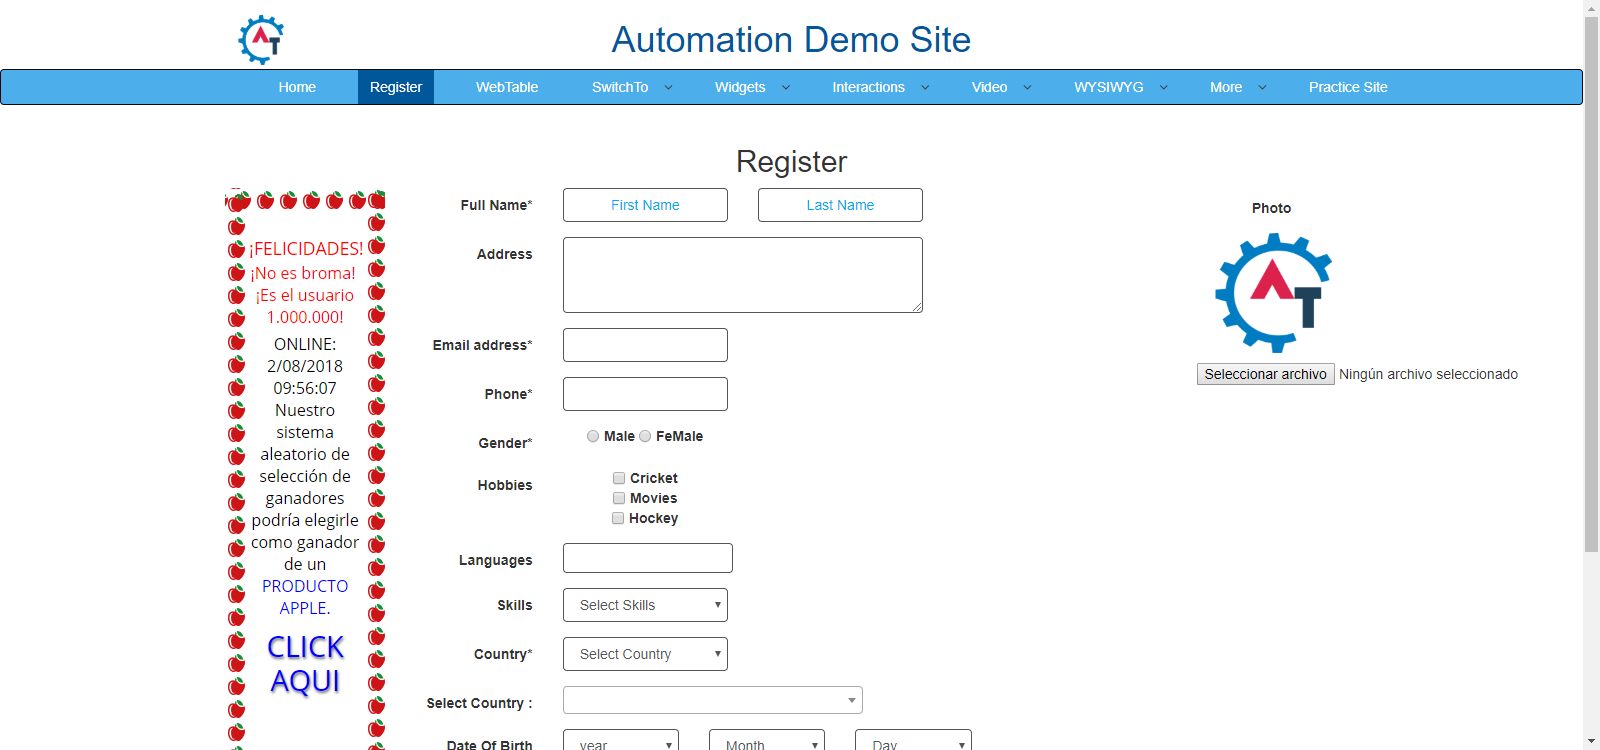 AT
Automation Demo Site
Home Register WebTable SwitchTo Widgets Interactions Video WYSIWYG More Practice Site
Register
¡FELICIDADES!
¡No es broma!
¡Es el usuario
1.000.000!
ONLINE:
2/08/2018
09:56:07
Nuestro
sistema
aleatorio de
selección de
ganadores
podría elegirle
como ganador
de un
PRODUCTO
APPLE.
CLICK
AQUI
Full Name* First Name Last Name
Address
Email address*
Phone*
Gender* Male FeMale
Hobbies Cricket
Movies
Hockey
Languages
Skills Select Skills
Country* Select Country
Select Country :
Date Of Birth year Month Day
Photo
AT
Seleccionar archivo Ningún archivo seleccionado